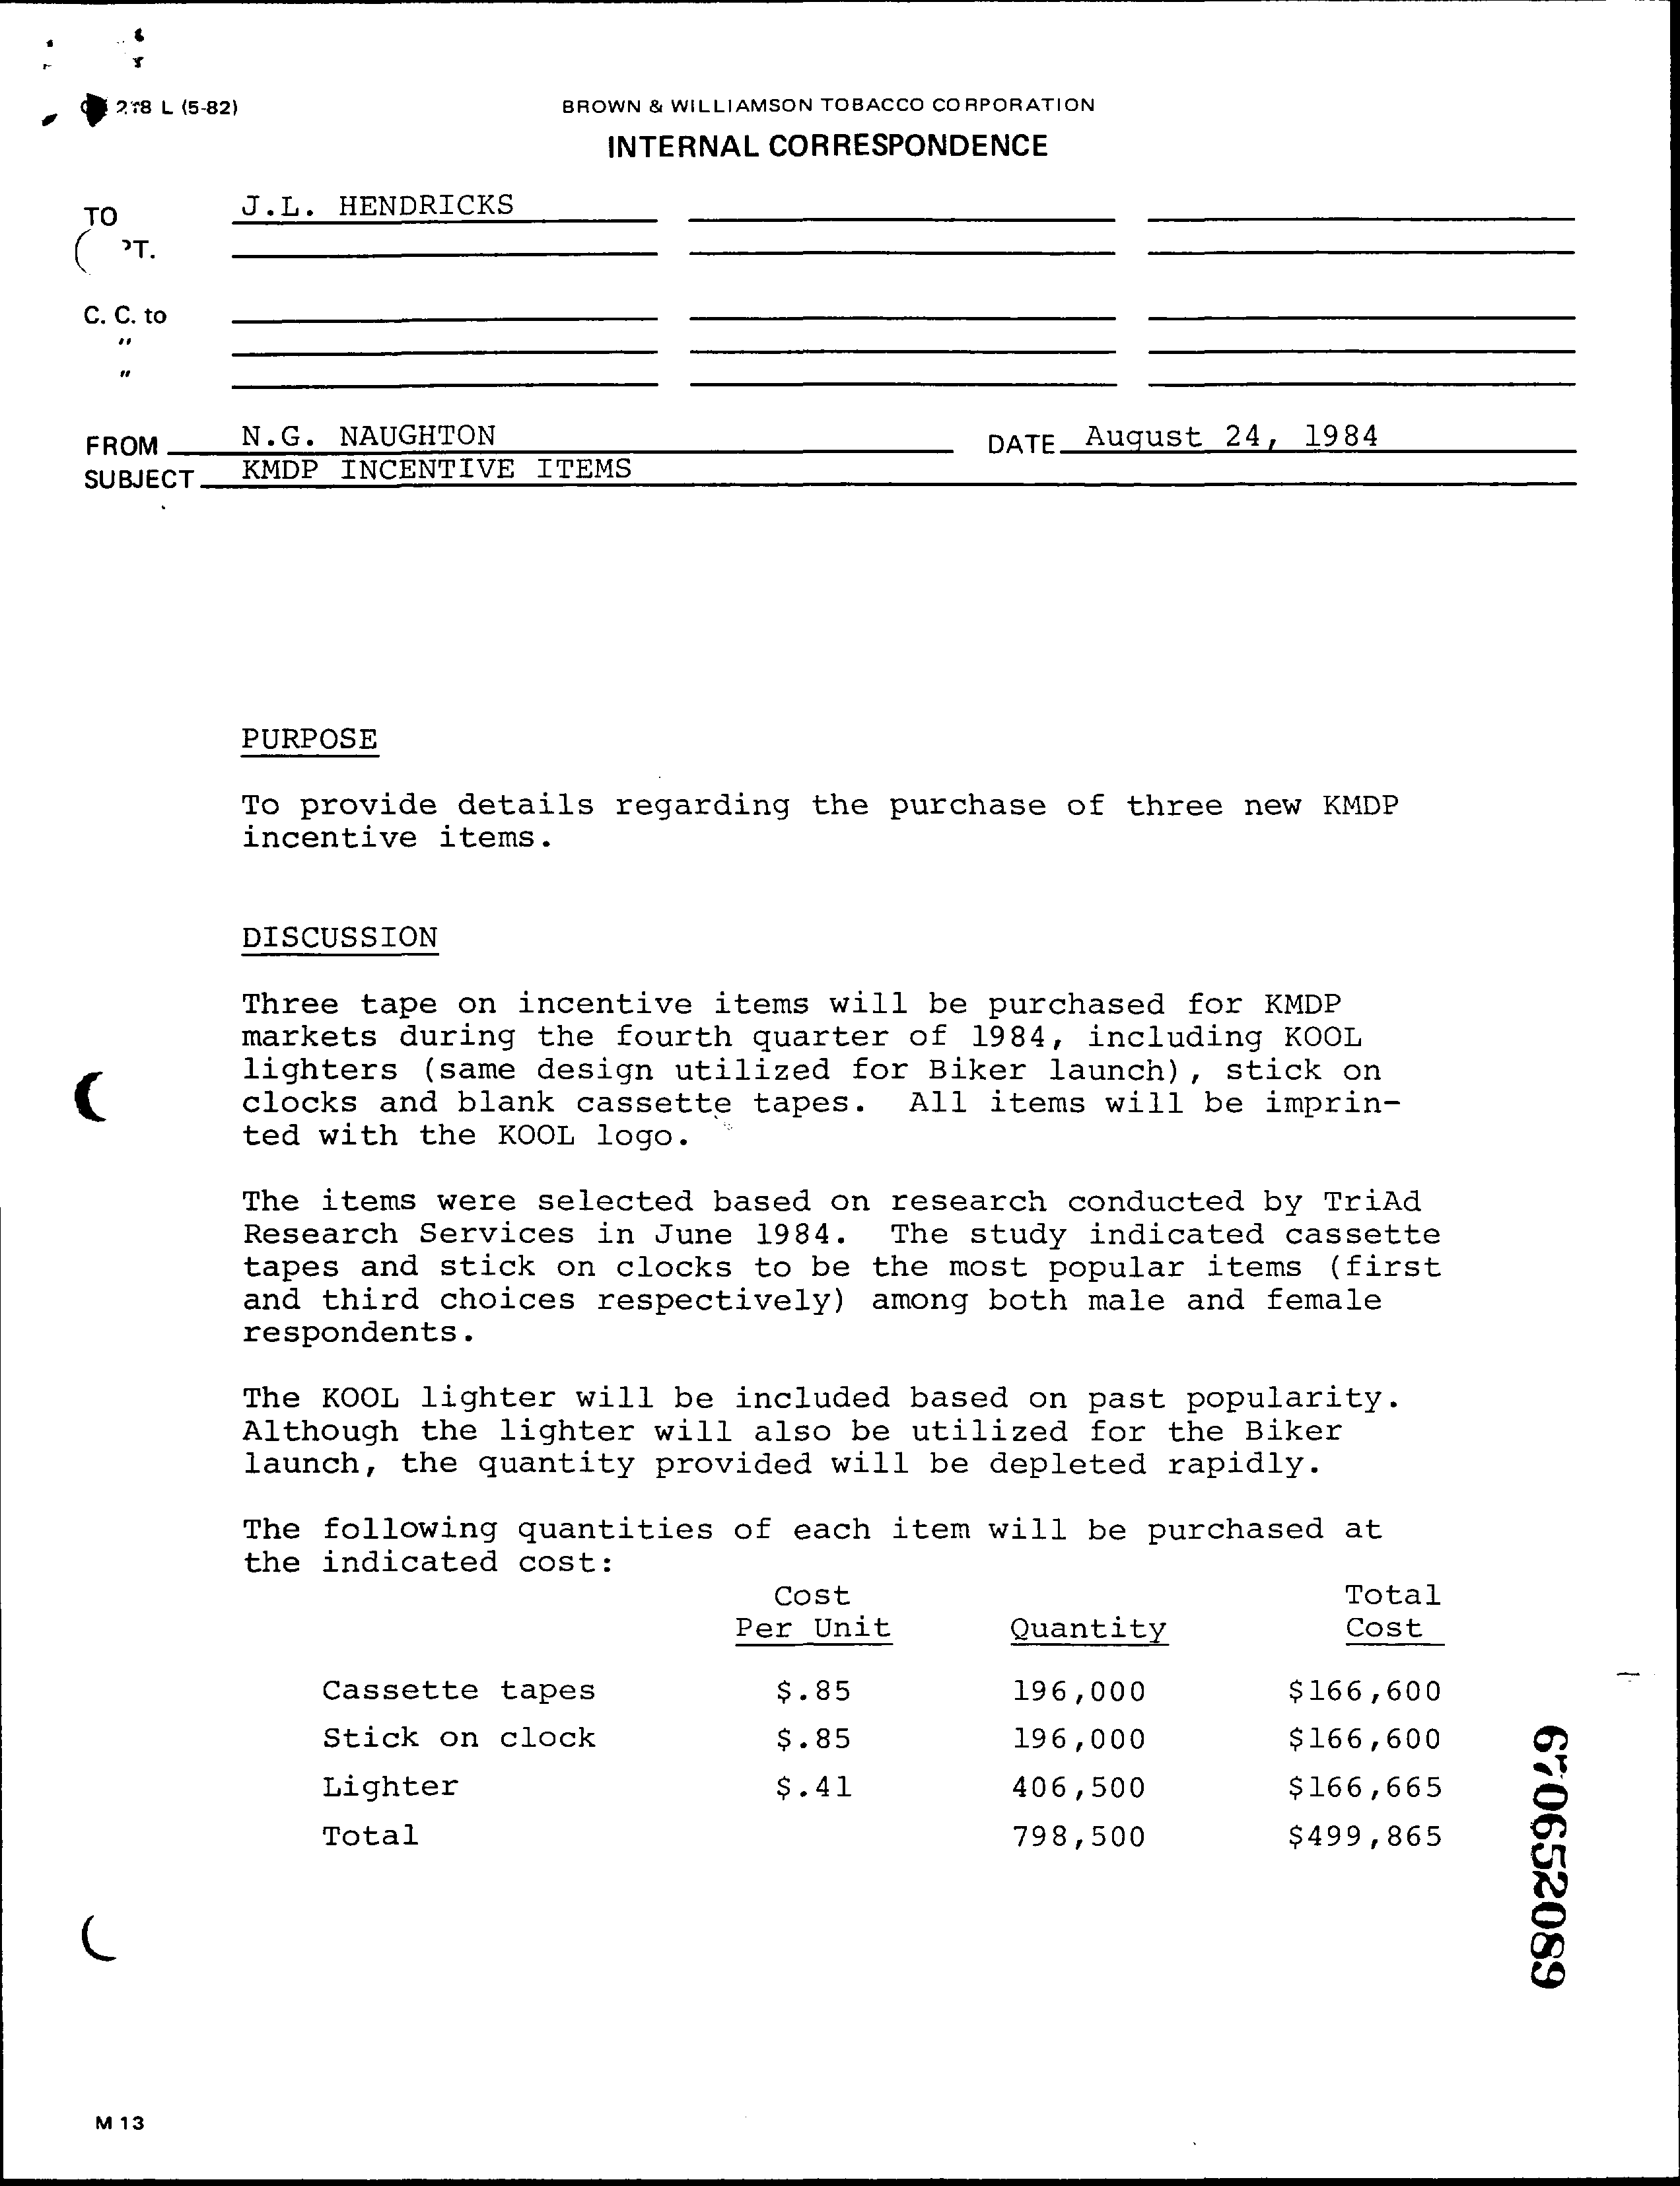 218 L (5-82)
BROWN & WILLIAMSON TOBACCO CORPORATION
INTERNAL CORRESPONDENCE
TO J.L. HENDRICKS
PT.
C. C. to
"
"
FROM N.G. NAUGHTON DATE August 24, 1984
SUBJECT KMDP INCENTIVE ITEMS
PURPOSE
To provide details regarding the purchase of three new KMDP
incentive items.
DISCUSSION
Three tape on incentive items will be purchased for KMDP
markets during the fourth quarter of 1984, including KOOL
lighters (same design utilized for Biker launch), stick on
clocks and blank cassette tapes. All items will be imprin-
ted with the KOOL logo.
The items were selected based on research conducted by TriAd
Research Services in June 1984. The study indicated cassette
tapes and stick on clocks to be the most popular items (first
and third choices respectively) among both male and female
respondents.
The KOOL lighter will be included based on past popularity.
Although the lighter will also be utilized for the Biker
launch, the quantity provided will be depleted rapidly.
The following quantities of each item will be purchased at
the indicated cost:
Cost Total
Per Unit Quantity Cost
Cassette tapes $.85 196,000 $166,600
Stick on clock $.85 196,000 $166,600
Lighter $.41 406,500 $166,665
Total 798,500 $499,865
670652089
M 13